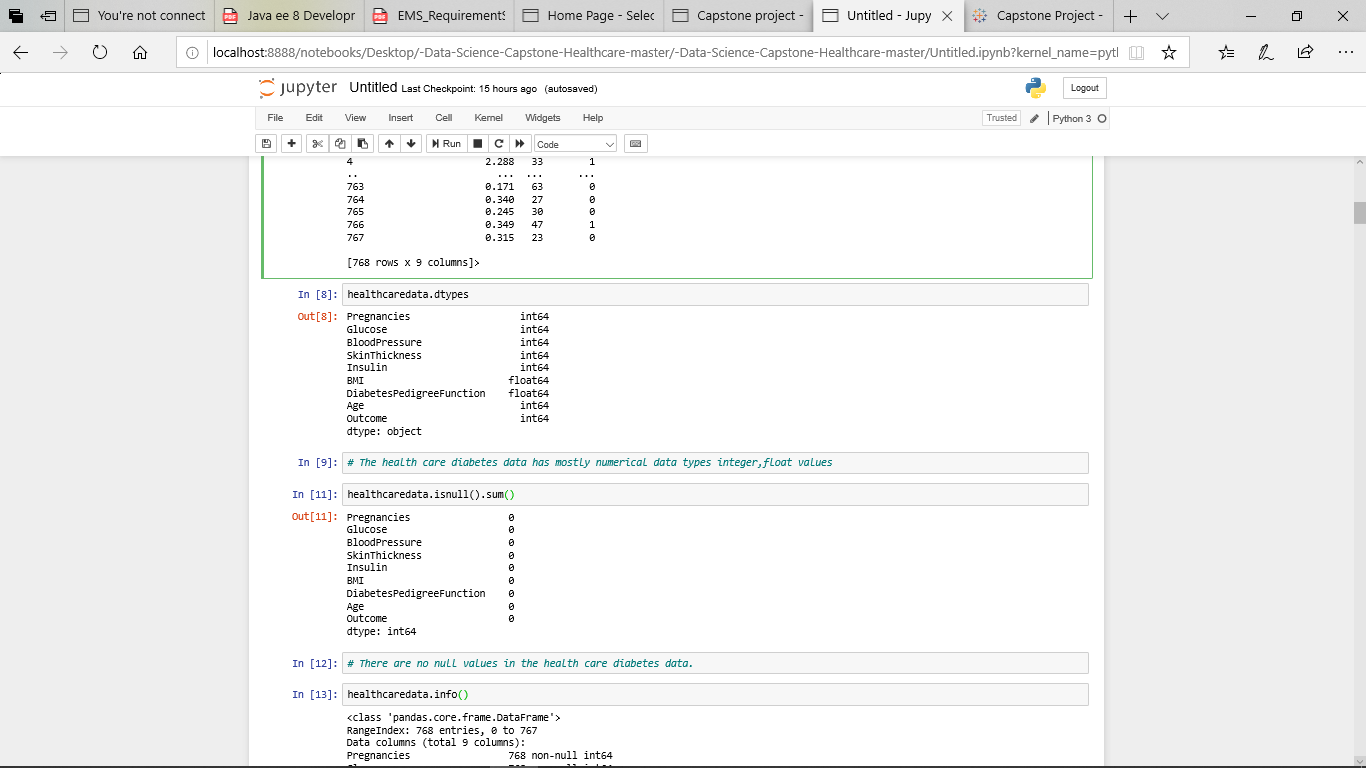 You're not connect
Java ee 8 Developr
EMS_Requirements
Home Page - Selec
Capstone project -
Untitled - Jupy
Capstone Project -
localhost:8888/notebooks/Desktop/-Data-Science-Capstone-Healthcare-master/-Data-Science-Capstone-Healthcare-master/Untitled.ipynb?kernel_name=pyt
jupyter Untitled Last Checkpoint: 15 hours ago (autosaved)
Logout
File Edit View Insert Cell Kernel Widgets Help
Trusted
Python 3
Run
Code
4 2.288 33 1
.. ... ... ...
763 0.171 63 0
764 0.340 27 0
765 0.245 30 0
766 0.349 47 1
767 0.315 23 0
[768 rows x 9 columns]>
In [8]: healthcaredata.dtypes
Out[8]: Pregnancies int64
Glucose int64
BloodPressure int64
SkinThickness int64
Insulin int64
BMI float64
DiabetesPedigreeFunction float64
Age int64
Outcome int64
dtype: object
In [9]: # The health care diabetes data has mostly numerical data types integer,float values
In [11]: healthcaredata.isnull().sum()
Out[11]: Pregnancies 0
Glucose 0
BloodPressure 0
SkinThickness 0
Insulin 0
BMI 0
DiabetesPedigreeFunction 0
Age 0
Outcome 0
dtype: int64
In [12]: # There are no null values in the health care diabetes data.
In [13]: healthcaredata.info()
<class 'pandas.core.frame.DataFrame'>
RangeIndex: 768 entries, 0 to 767
Data columns (total 9 columns):
Pregnancies 768 non-null int64